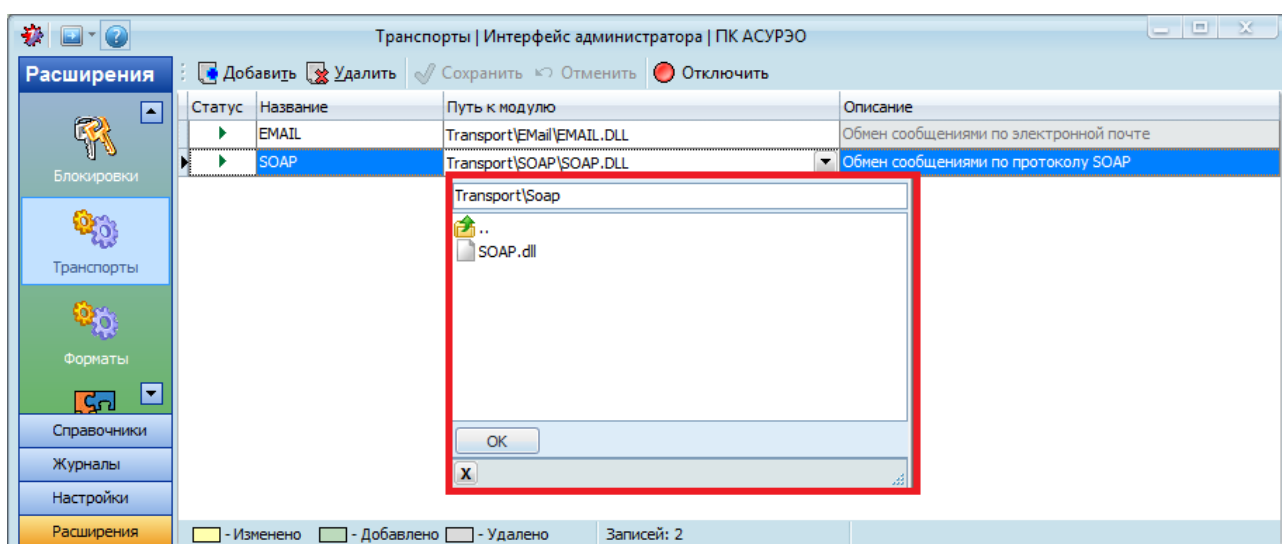 Транспорты | Интерфейс администратора | ПК АСУРЭО
Расширения
Добавить Удалить Сохранить Отменить Отключить
Статус Название Путь к модулю Описание
EMAIL Transport\EMail\EMAIL.DLL Обмен сообщениями по электронной почте
SOAP Transport\SOAP\SOAP.DLL Обмен сообщениями по протоколу SOAP
Transport\Soap
..
SOAP.dll
OK
X
Блокировки
Транспорты
Форматы
Справочники
Журналы
Настройки
Расширения
- Изменено - Добавлено - Удалено Записей: 2